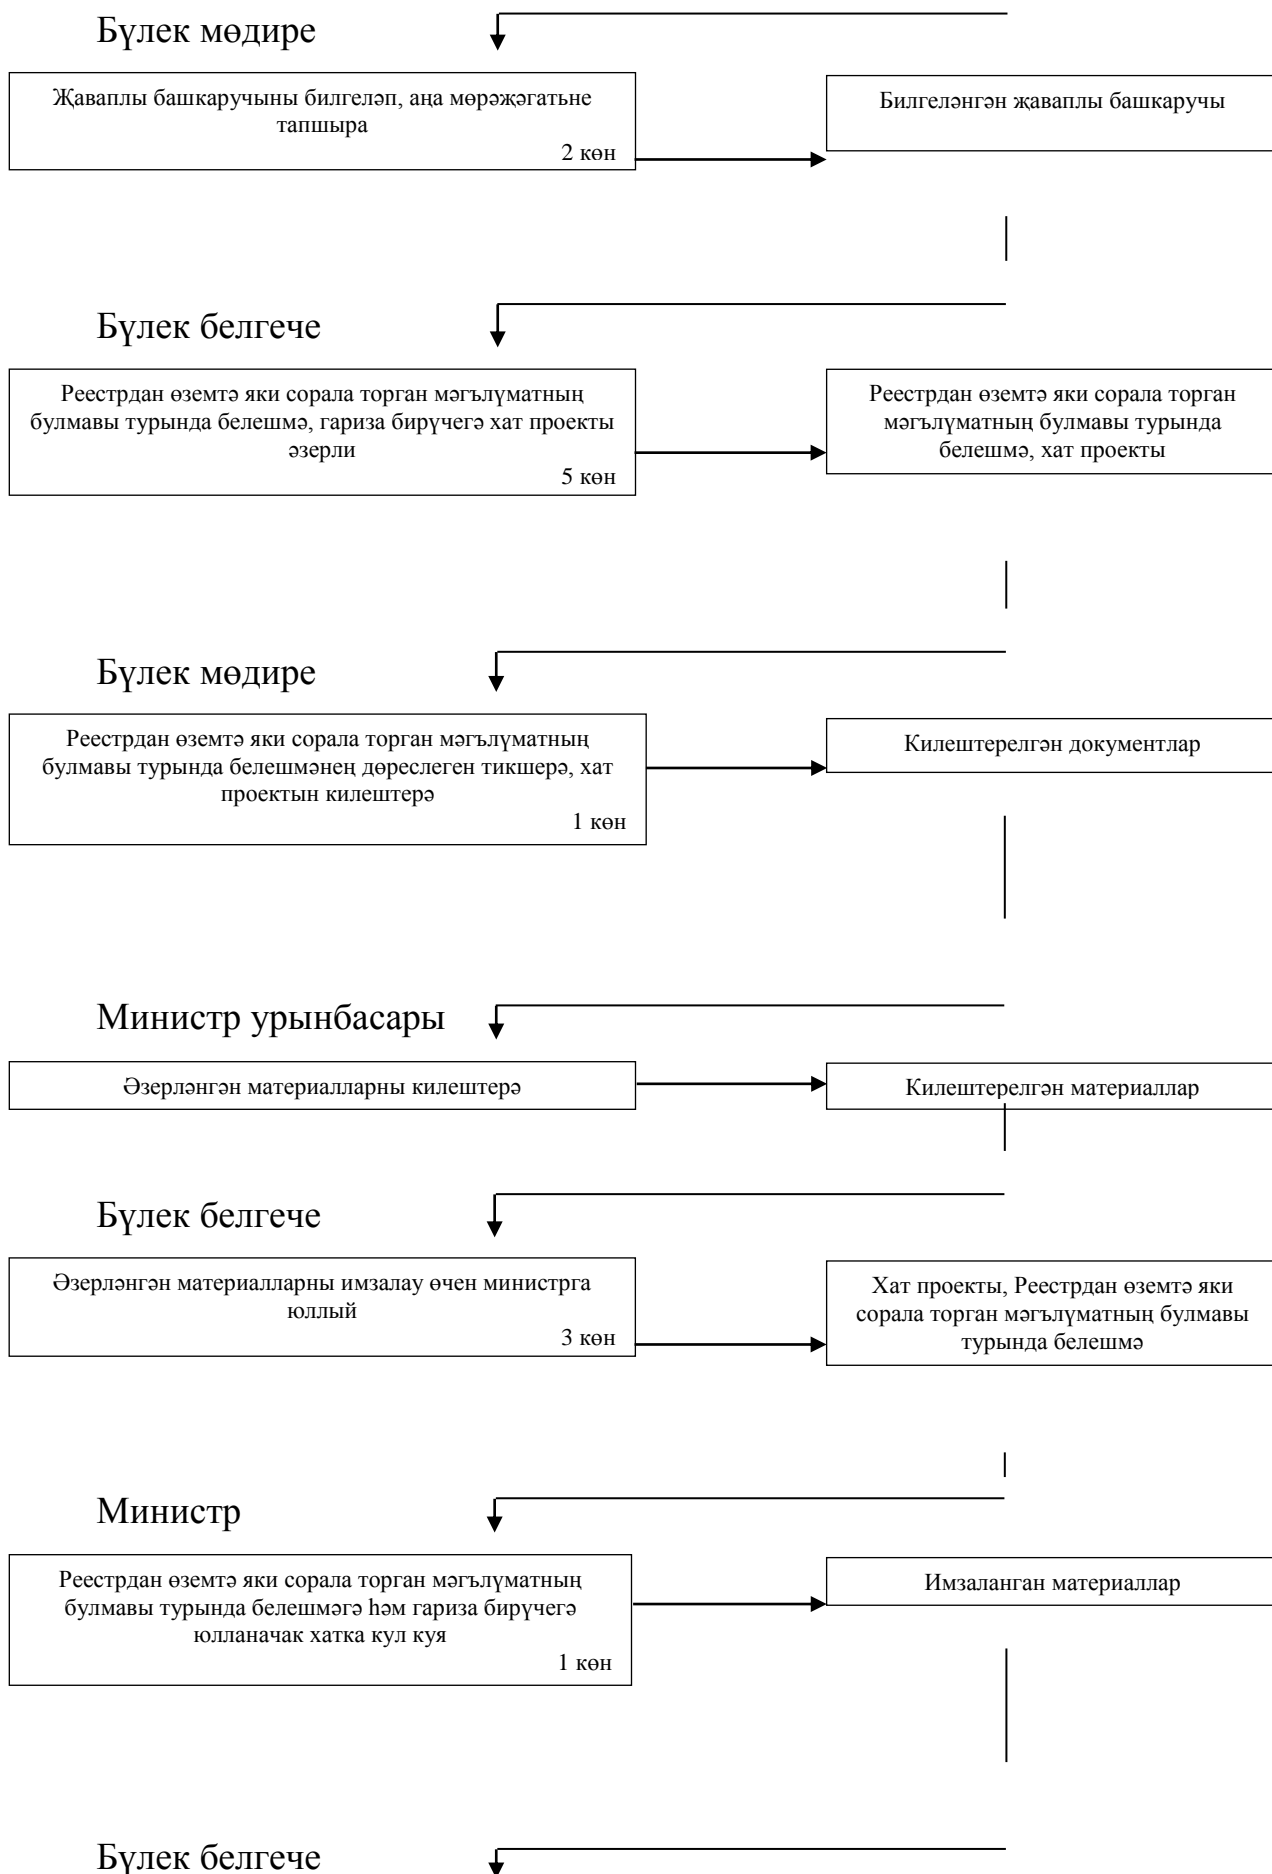 Бүлек мөдире
Җаваплы башкаручыны билгеләп, аңа мөрәҗәгатьне
тапшыра
2 көн
Билгеләнгән җаваплы башкаручы
Бүлек белгече
Реестрдан өземтә яки сорала торган мәгълүматның
булмавы турында белешмә, гариза бирүчегә хат проекты
әзерли
5 көн
Реестрдан өземтә яки сорала торган
мәгълүматның булмавы турында
белешмә, хат проекты
Бүлек мөдире
Реестрдан өземтә яки сорала торган мәгълүматның
булмавы турында белешмәнең дөреслеген тикшерә, хат
проектын килештерә
1 көн
Килештерелгән документлар
Министр урынбасары
Әзерләнгән материалларны килештерә
Килештерелгән материаллар
Бүлек белгече
Әзерләнгән материалларны имзалау өчен министрга
юллый
3 көн
Хат проекты, Реестрдан өземтә яки
сорала торган мәгълүматның булмавы
турында белешмә
Министр
Реестрдан өземтә яки сорала торган мәгълүматның
булмавы турында белешмәгә һәм гариза бирүчегә
юлланачак хатка кул куя
1 көн
Имзаланган материаллар
Бүлек белгече